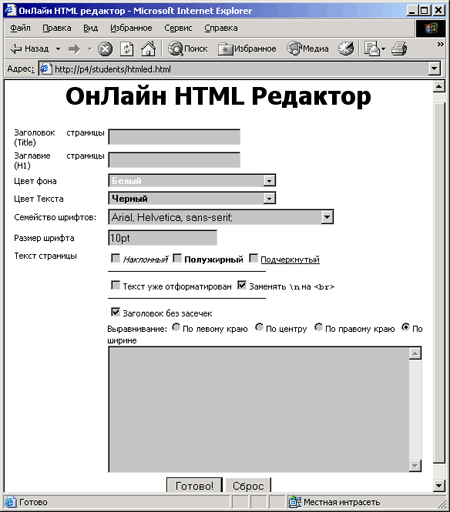 ОнЛайн HTML редактор - Microsoft Internet Explorer
Файл Правка Вид Избранное Сервис Справка
Назад Поиск Избранное Медиа
Адрес: http://p4/students/htmled.html
ОнЛайн HTML Редактор
Заголовок страницы
(Title)
Заглавие страницы
(H1)
Цвет фона Белый
Цвет Текста Черный
Семейство шрифтов: Arial, Helvetica, sans-serif;
Размер шрифта 10pt
Текст страницы Наклонный Полужирный Подчеркнутый
Текст уже отформатирован Заменять \n на <br>
Заголовок без засечек
Выравнивание: По левому краю По центру По правому краю По
ширине
Готово! Сброс
Готово Местная интрасеть